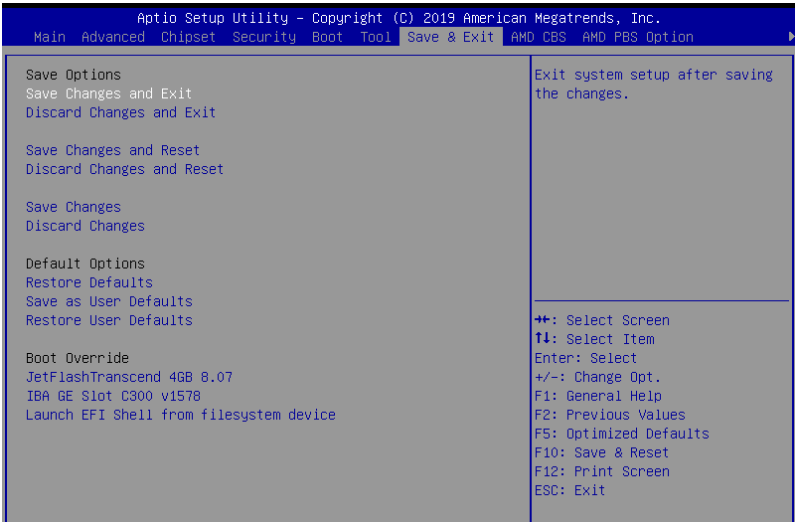 Aptio Setup Utility – Copyright (C) 2019 American Megatrends, Inc.
Main Advanced Chipset Security Boot Tool Save & Exit AMD CBS AMD PBS Option
Save Options
Save Changes and Exit
Discard Changes and Exit
Save Changes and Reset
Discard Changes and Reset
Save Changes
Discard Changes
Default Options
Restore Defaults
Save as User Defaults
Restore User Defaults
Boot Override
JetFlashTranscend 4GB 8.07
IBA GE Slot C300 v1578
Launch EFI Shell from filesystem device
Exit system setup after saving
the changes.
→←: Select Screen
↑↓: Select Item
Enter: Select
+/-: Change Opt.
F1: General Help
F2: Previous Values
F5: Optimized Defaults
F10: Save & Reset
F12: Print Screen
ESC: Exit